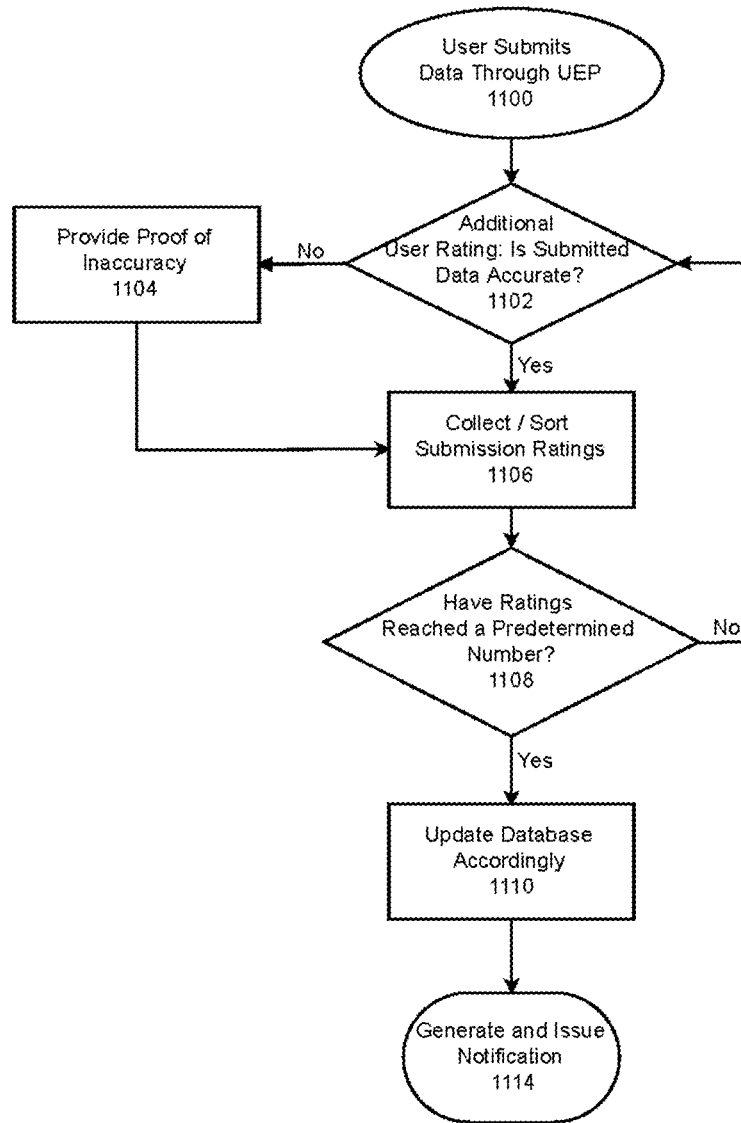 User Submits
Data Through UEP
1100
Additional
User Rating: Is Submitted
Data Accurate?
1102
No
Provide Proof of
Inaccuracy
1104
Yes
Collect / Sort
Submission Ratings
1106
Have Ratings
Reached a Predetermined
Number?
1108
No
Yes
Update Database
Accordingly
1110
Generate and Issue
Notification
1114